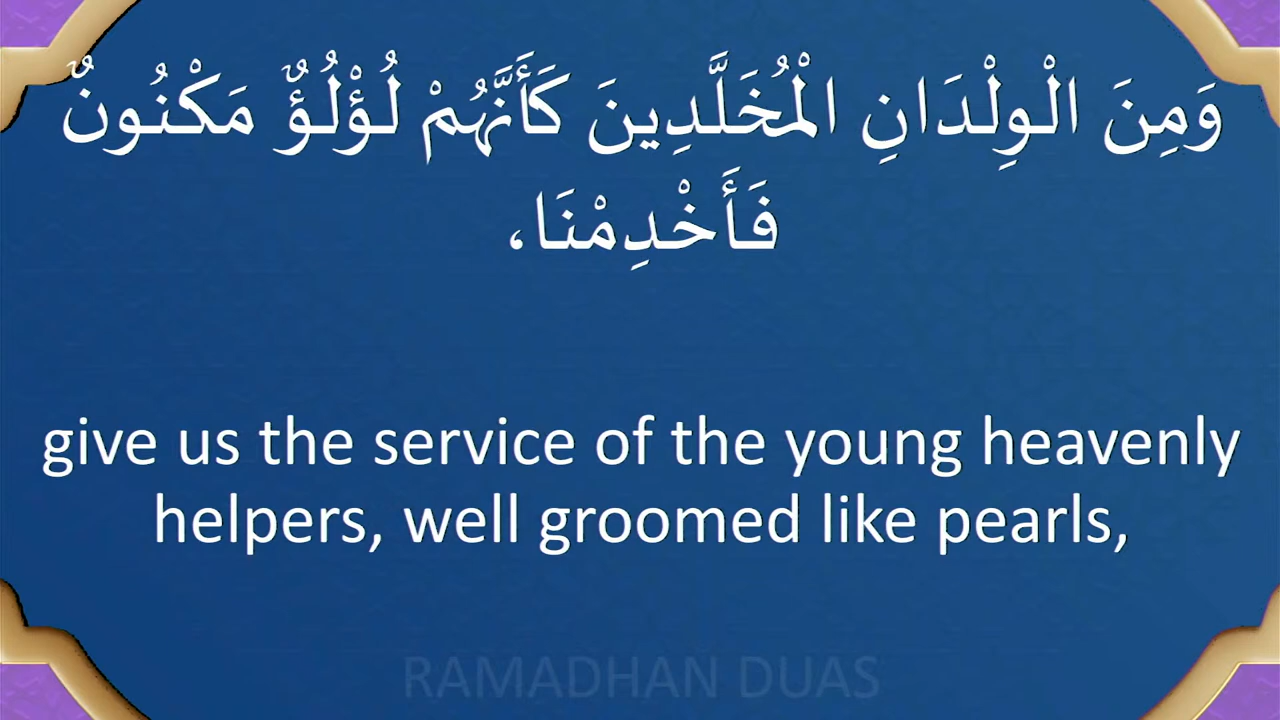 وَمِنَ الْوِلْدَانِ الْمُخَلَّدِينَ كَأَنَّهُمْ لُؤْلُؤٌ مَكْنُونٌ
فَأَخْدِمْنَا،
give us the service of the young heavenly
helpers, well groomed like pearls,
RAMADHAN DUAS